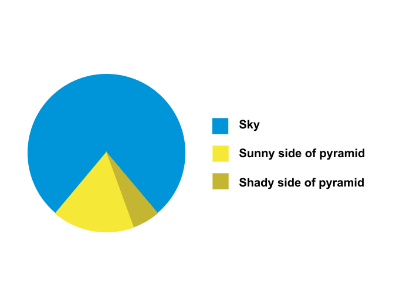 Sky
Sunny side of pyramid
Shady side of pyramid